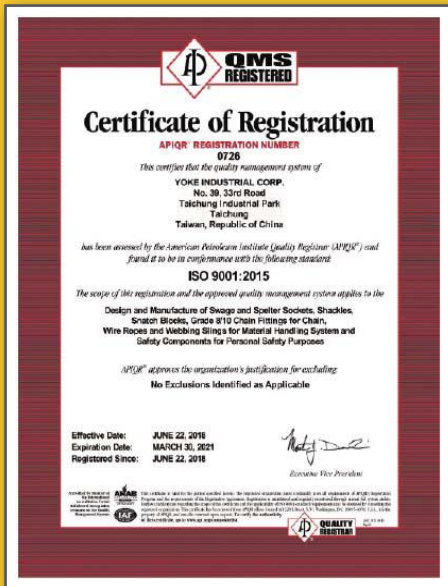 QMS
REGISTERED
Certificate of Registration
APIQR® REGISTRATION NUMBER
0726
This certifies that the quality management system of
YOKE INDUSTRIAL CORP.
No. 39, 33rd Road
Taichung Industrial Park
Taichung
Taiwan, Republic of China
has been assessed by the American Petroleum Institute Quality Registrar (APIQR®) and
found it to be in conformance with the following standard:
ISO 9001:2015
The scope of this registration and the approved quality management system applies to the
Design and Manufacture of Swage and Spelter Sockets, Shackles,
Snatch Blocks, Grade 8/10 Chain Fittings for Chain,
Wire Ropes and Webbing Slings for Material Handling System and
Safety Components for Personal Safety Purposes
APIQR® approves the organization's justification for excluding
No Exclusions Identified as Applicable
Effective Date: JUNE 22, 2018
Expiration Date: MARCH 30, 2021
Registered Since: JUNE 22, 2018
Executive Vice President
ANAB
IAF
QUALITY
REGISTRAR